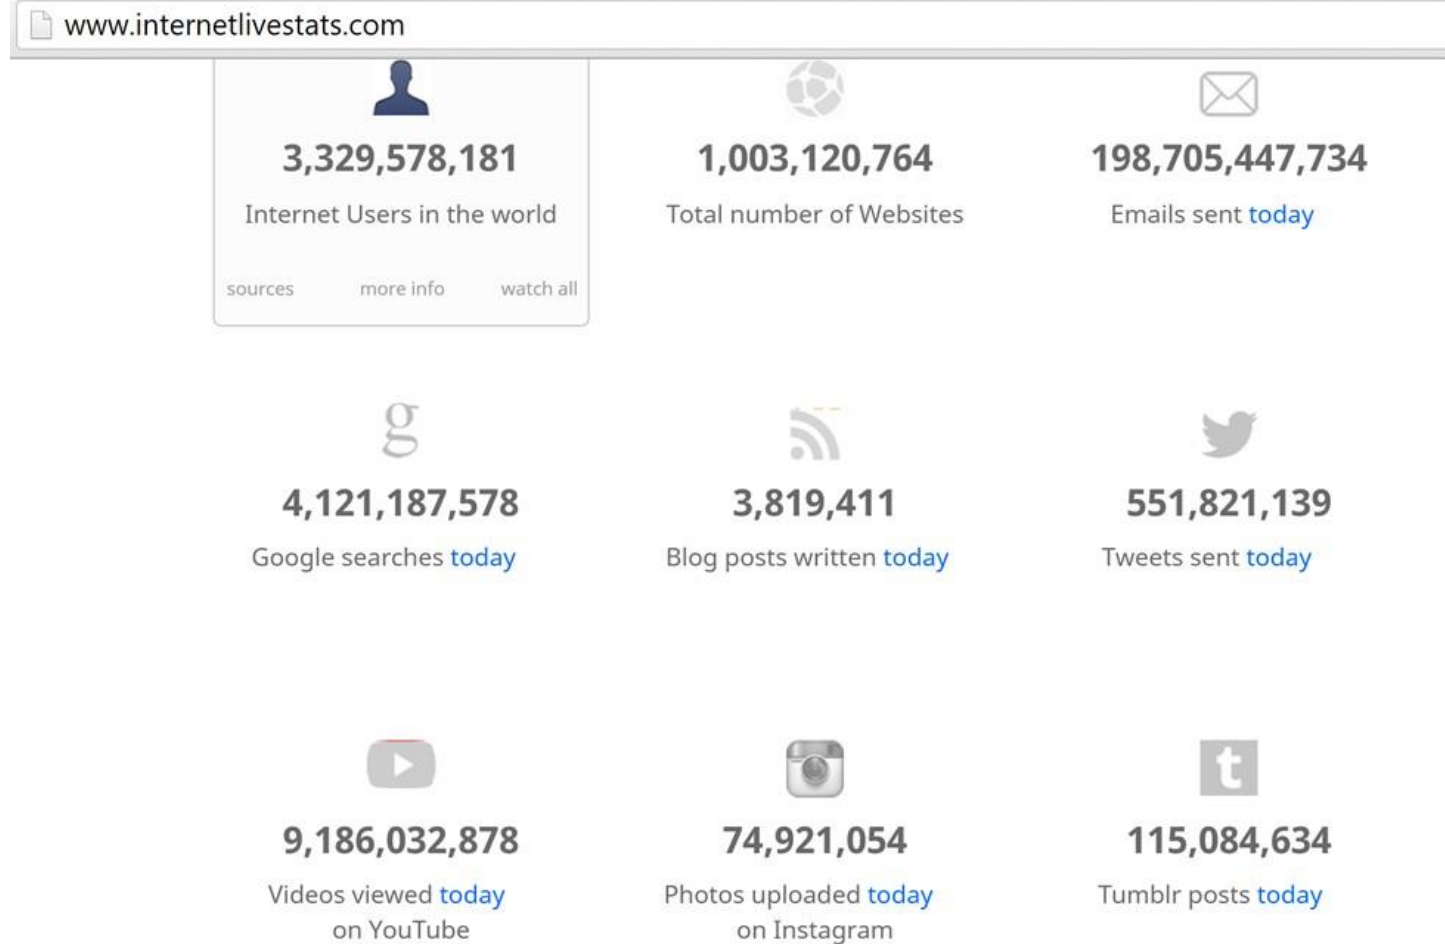 www.internetlivestats.com
3,329,578,181
Internet Users in the world
sources more info watch all
1,003,120,764
Total number of Websites
198,705,447,734
Emails sent today
g
4,121,187,578
Google searches today
3,819,411
Blog posts written today
551,821,139
Tweets sent today
9,186,032,878
Videos viewed today
on YouTube
74,921,054
Photos uploaded today
on Instagram
t
115,084,634
Tumblr posts today